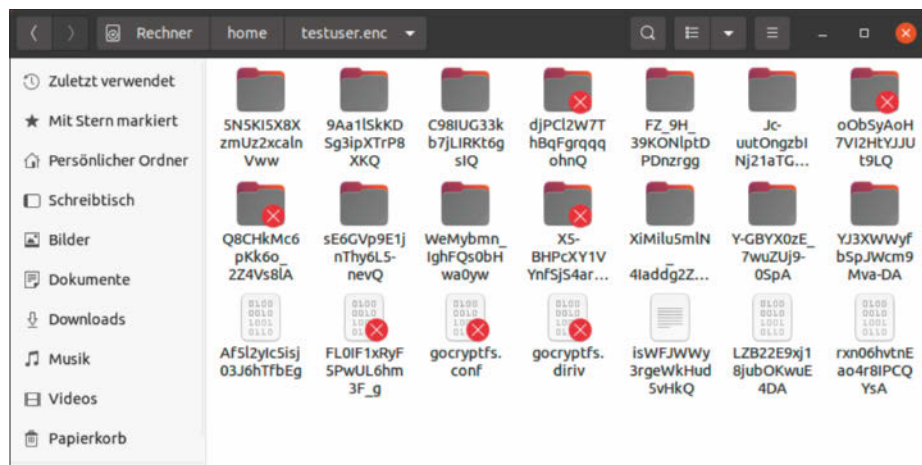 Rechner home testuser.enc
Zuletzt verwendet
Mit Stern markiert
Persönlicher Ordner
Schreibtisch
Bilder
Dokumente
Downloads
Musik
Videos
Papierkorb
5N5KI5X8X
zmUz2xcaln
Vww
9Aa1lSkKD
Sg3ipXTrP8
XKQ
C98IUG33k
b7jLIRKt6g
sIQ
djPCl2W7T
hBqFgrqqq
ohnQ
FZ_9H_
39KONlptD
PDnzrgg
Jc-
uutOngzbI
Nj21aTG...
oObSyAoH
7VI2HtYJJU
t9LQ
Q8CHkMc6
pKk6o_
2Z4Vs8lA
sE6GVp9E1j
nThy6L5-
nevQ
WeMybmn_
IghFQs0bH
wa0yw
X5-
BHPcXY1V
YnfSjS4ar...
XiMilu5mlN
_
4Iaddg2Z...
Y-GBYX0zE_
7wuZUj9-
0SpA
YJ3XWWyf
bSpJWcm9
Mva-DA
Af5l2yIc5isj
03J6hTfbEg
FL0IF1xRyF
5PwUL6hm
3F_g
gocryptfs.
conf
gocryptfs.
diriv
isWFJWWy
3rgeWkHud
5vHkQ
LZB22E9xj1
8jubOKwuE
4DA
rxn06hvtnE
ao4r8IPCQ
YsA